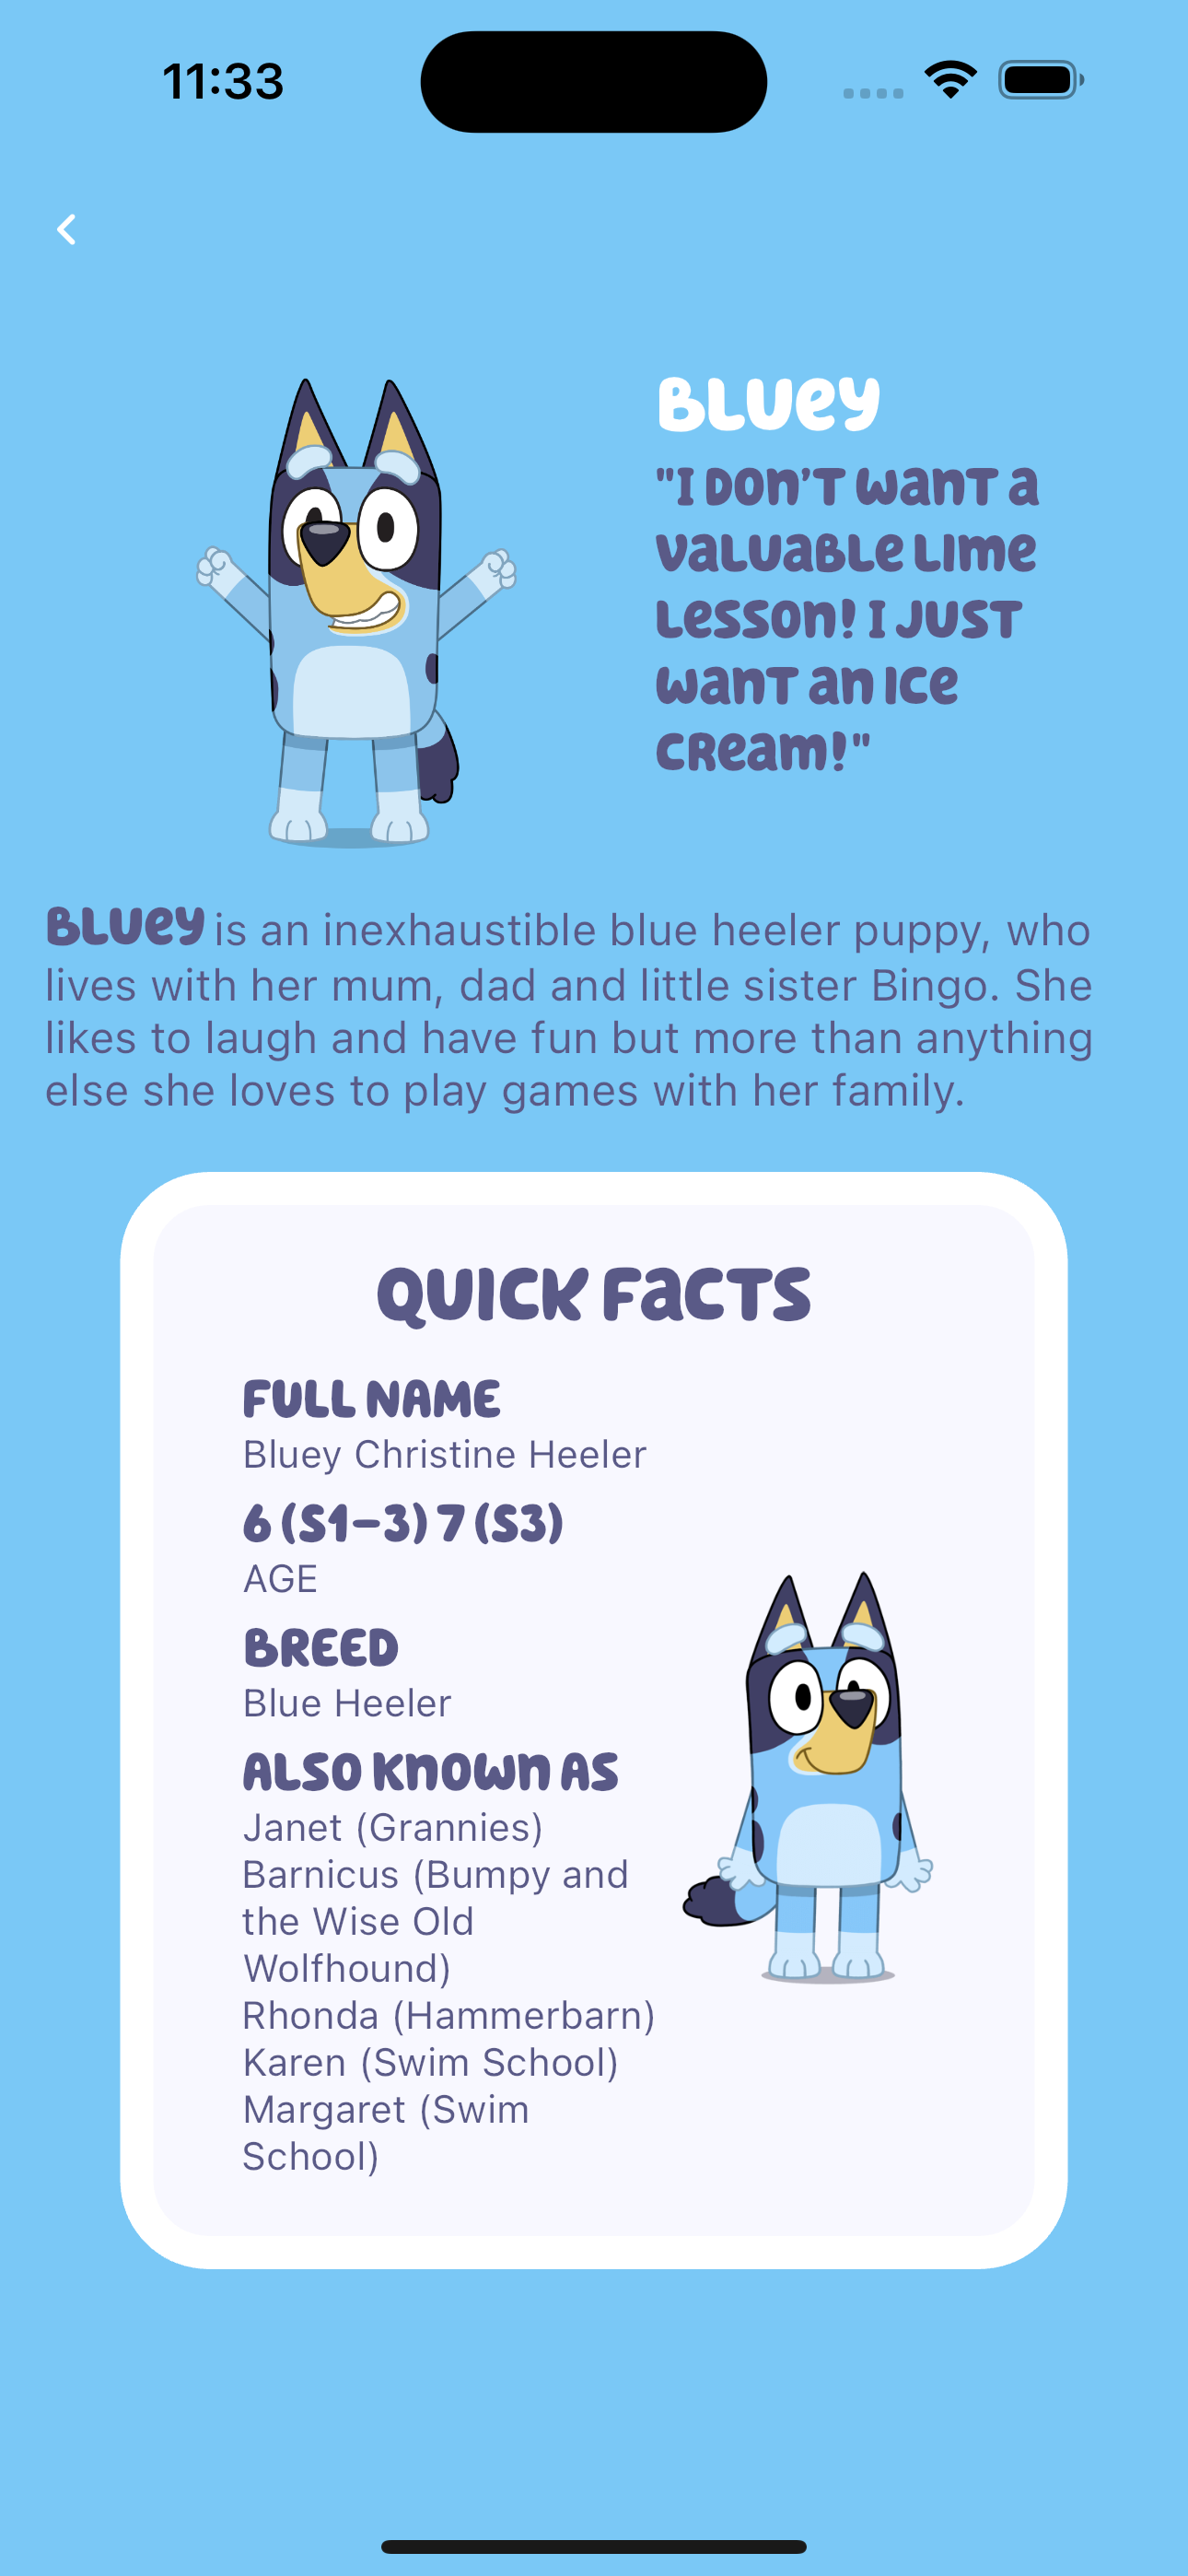 11:33
BLUey
"I DON'T WanT a
VaLUaBLe LIme
Lesson! I JUST
WanT an Ice
CReam!"
BLUey is an inexhaustible blue heeler puppy, who
lives with her mum, dad and little sister Bingo. She
likes to laugh and have fun but more than anything
else she loves to play games with her family.
QUICK FaCTS
FULL NAME
Bluey Christine Heeler
6 (S1-3) 7 (S3)
AGE
BREED
Blue Heeler
ALSO KnOWn AS
Janet (Grannies)
Barnicus (Bumpy and
the Wise Old
Wolfhound)
Rhonda (Hammerbarn)
Karen (Swim School)
Margaret (Swim
School)